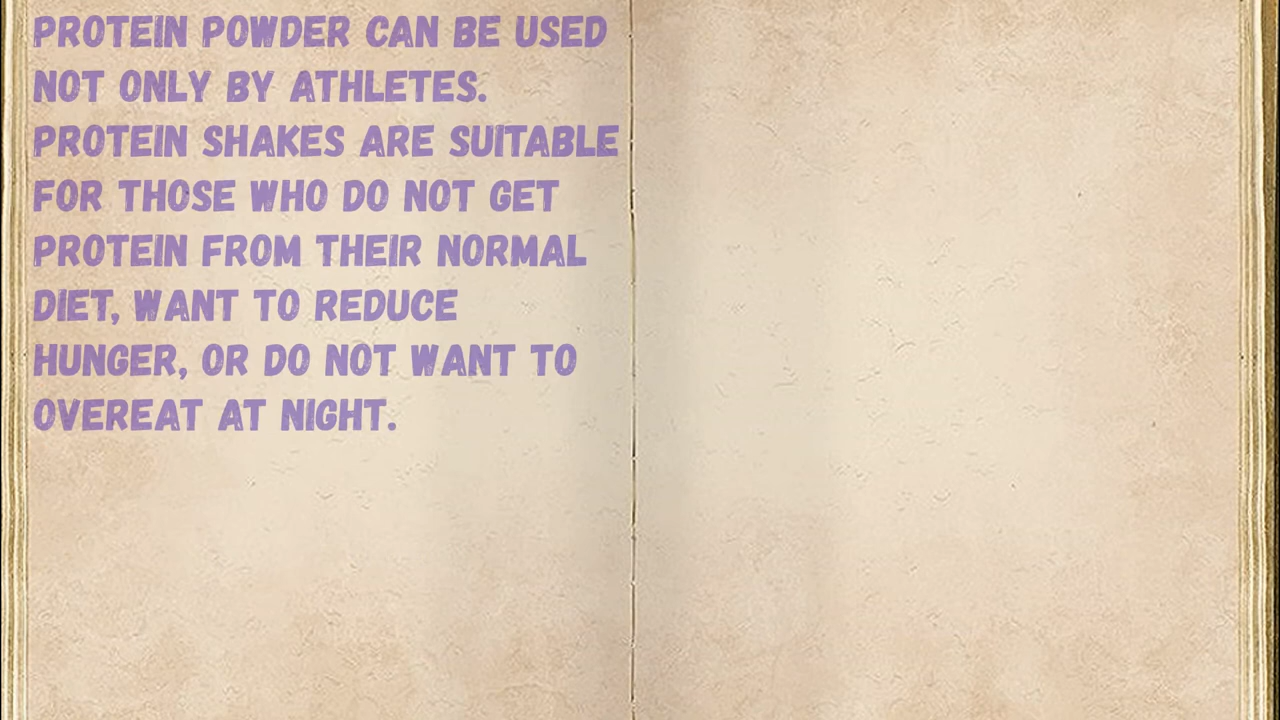 PROTEIN POWDER CAN BE USED
NOT ONLY BY ATHLETES.
PROTEIN SHAKES ARE SUITABLE
FOR THOSE WHO DO NOT GET
PROTEIN FROM THEIR NORMAL
DIET, WANT TO REDUCE
HUNGER, OR DO NOT WANT TO
OVEREAT AT NIGHT.